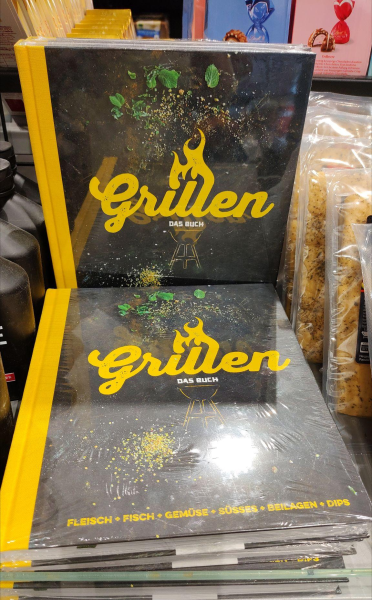 Grillen
DAS BUCH
Grillen
DAS BUCH
FLEISCH + FISCH + GEMÜSE + SÜSSES + BEILAGEN + DIPS